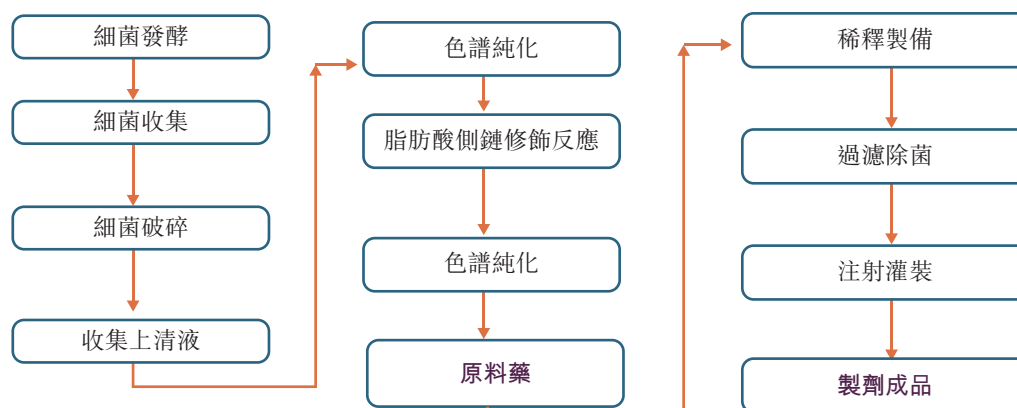 細菌發酵
細菌收集
細菌破碎
收集上清液
色譜純化
脂肪酸側鏈修飾反應
色譜純化
原料藥
稀釋製備
過濾除菌
注射灌裝
製劑成品